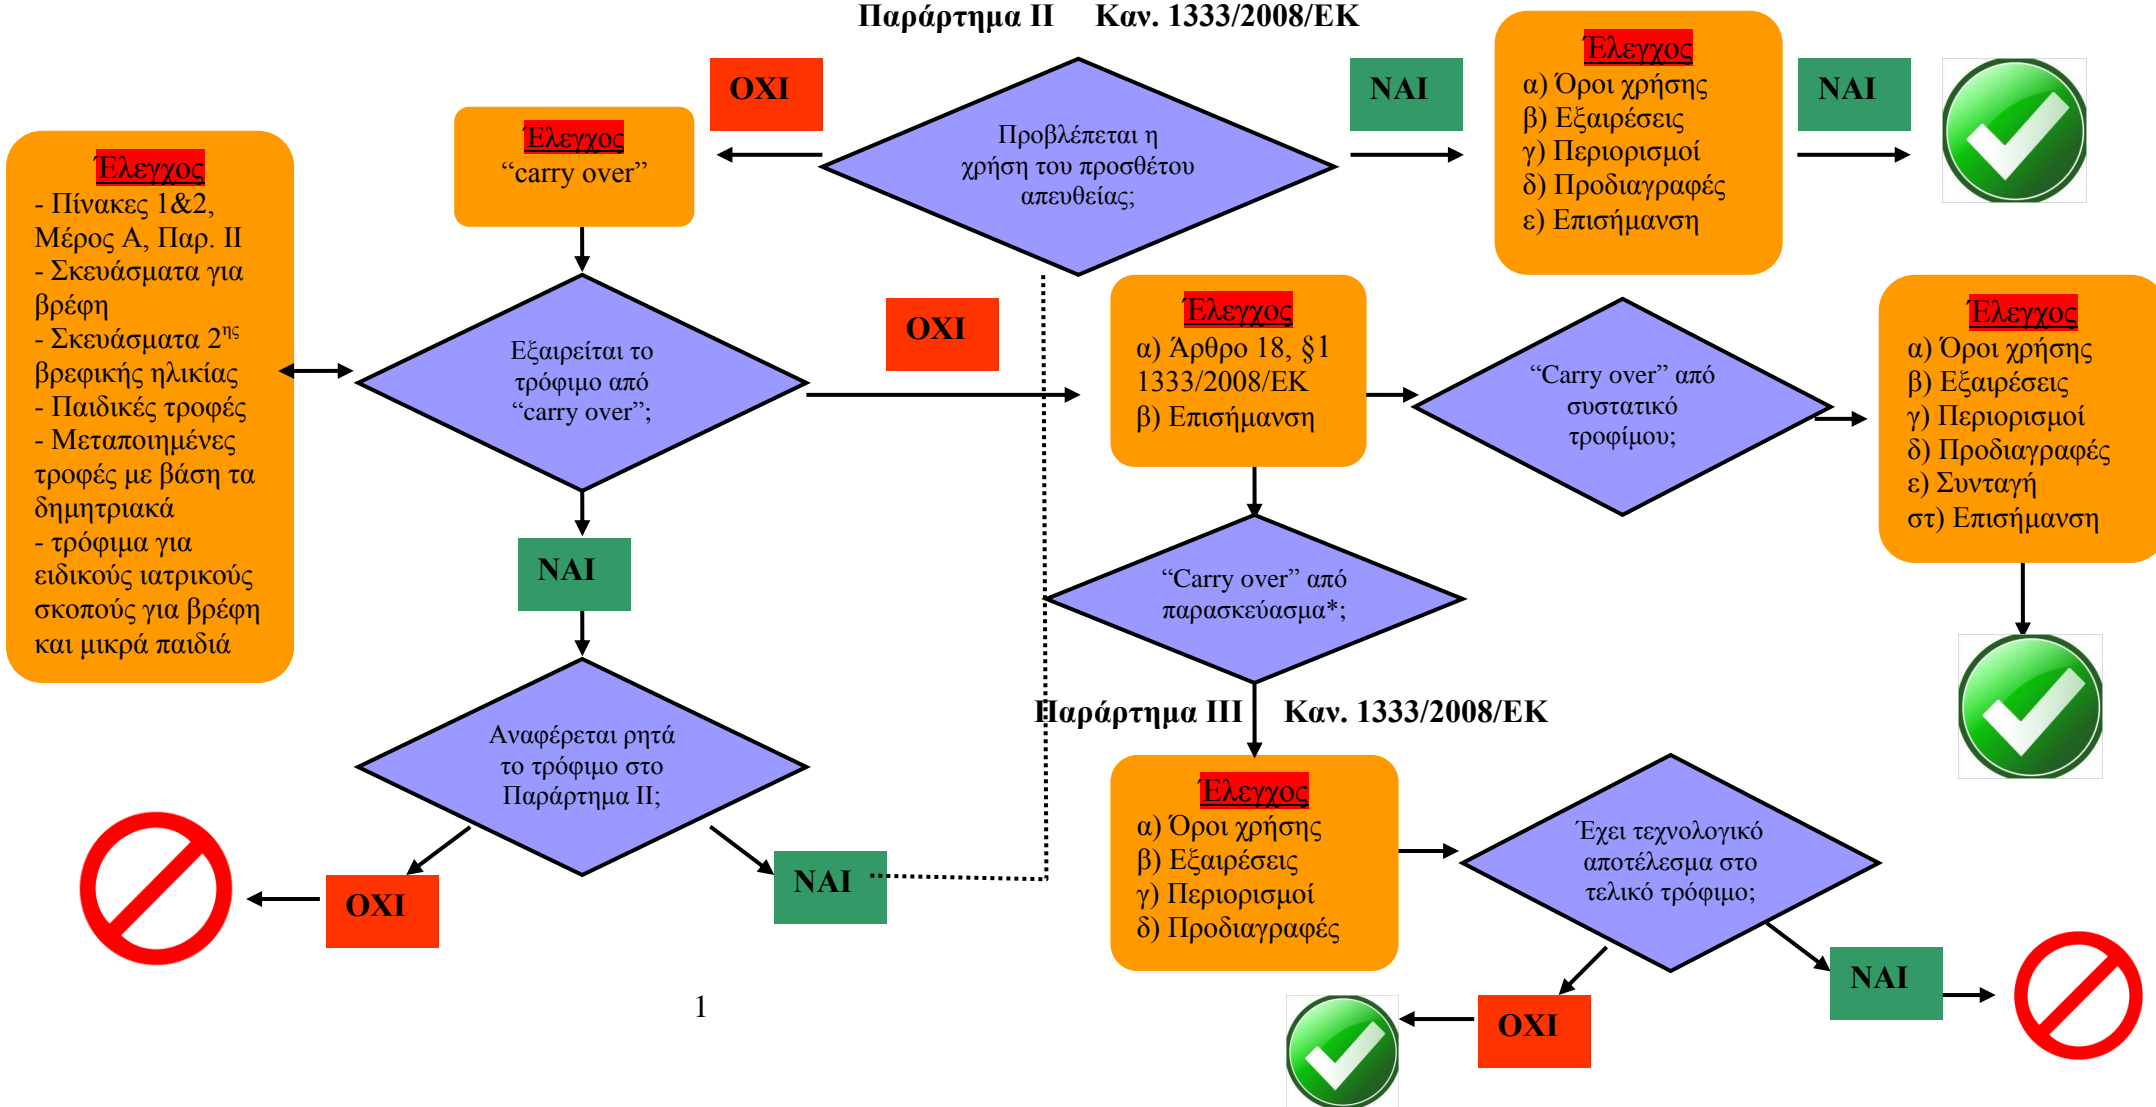 Παράρτημα ΙΙ Καν. 1333/2008/ΕΚ
ΟΧΙ
Προβλέπεται η
χρήση του προσθέτου
απευθείας;
ΝΑΙ
Έλεγχος
α) Όροι χρήσης
β) Εξαιρέσεις
γ) Περιορισμοί
δ) Προδιαγραφές
ε) Επισήμανση
ΝΑΙ
Έλεγχος
“carry over”
Έλεγχος
- Πίνακες 1&2,
Μέρος Α, Παρ. ΙΙ
- Σκευάσματα για
βρέφη
- Σκευάσματα 2ης
βρεφικής ηλικίας
- Παιδικές τροφές
- Μεταποιημένες
τροφές με βάση τα
δημητριακά
- τρόφιμα για
ειδικούς ιατρικούς
σκοπούς για βρέφη
και μικρά παιδιά
Εξαιρείται το
τρόφιμο από
“carry over”;
ΟΧΙ
Έλεγχος
α) Άρθρο 18, §1
1333/2008/ΕΚ
β) Επισήμανση
“Carry over” από
συστατικό
τροφίμου;
Έλεγχος
α) Όροι χρήσης
β) Εξαιρέσεις
γ) Περιορισμοί
δ) Προδιαγραφές
ε) Συνταγή
στ) Επισήμανση
ΝΑΙ
“Carry over” από
παρασκεύασμα*;
Αναφέρεται ρητά
το τρόφιμο στο
Παράρτημα ΙΙ;
ΟΧΙ
ΝΑΙ
Παράρτημα ΙΙΙ Καν. 1333/2008/ΕΚ
Έλεγχος
α) Όροι χρήσης
β) Εξαιρέσεις
γ) Περιορισμοί
δ) Προδιαγραφές
Έχει τεχνολογικό
αποτέλεσμα στο
τελικό τρόφιμο;
ΟΧΙ
ΝΑΙ
1